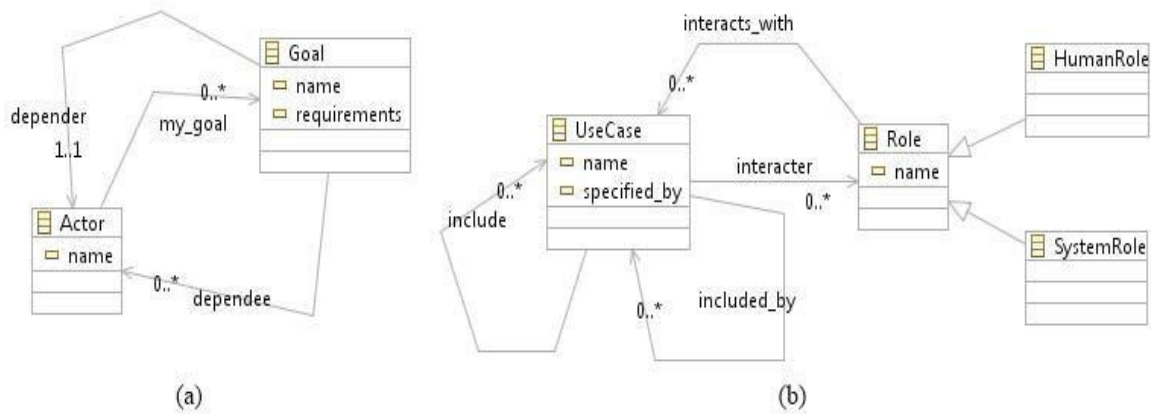 Goal
name
requirements
depender
1..1
0..*
my_goal
Actor
name
0..*
dependee
(a)
interacts_with
0..*
UseCase
name
specified_by
0..*
include
interacter
0..*
Role
name
0..*
included_by
HumanRole
SystemRole
(b)